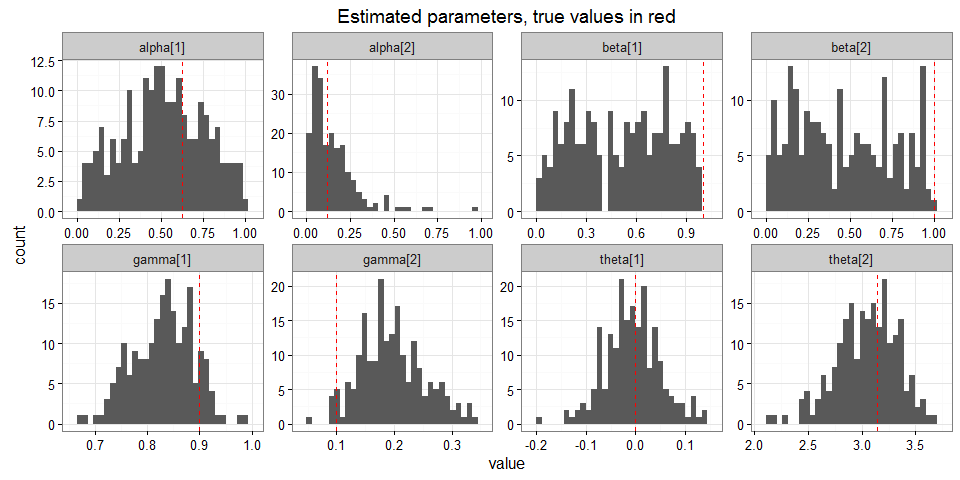 Estimated parameters, true values in red
alpha[1] alpha[2] beta[1] beta[2]
12.5
10.0
7.5
5.0
2.5
0.0
30
20
10
0
10
5
0
10
5
0
0.00 0.25 0.50 0.75 1.00
0.00 0.25 0.50 0.75 1.00
0.0 0.3 0.6 0.9
0.00 0.25 0.50 0.75 1.00
count
gamma[1] gamma[2] theta[1] theta[2]
15
10
5
0
20
15
10
5
0
20
15
10
5
0
15
10
5
0
0.7 0.8 0.9 1.0
0.1 0.2 0.3
-0.2 -0.1 0.0 0.1
2.0 2.5 3.0 3.5
value